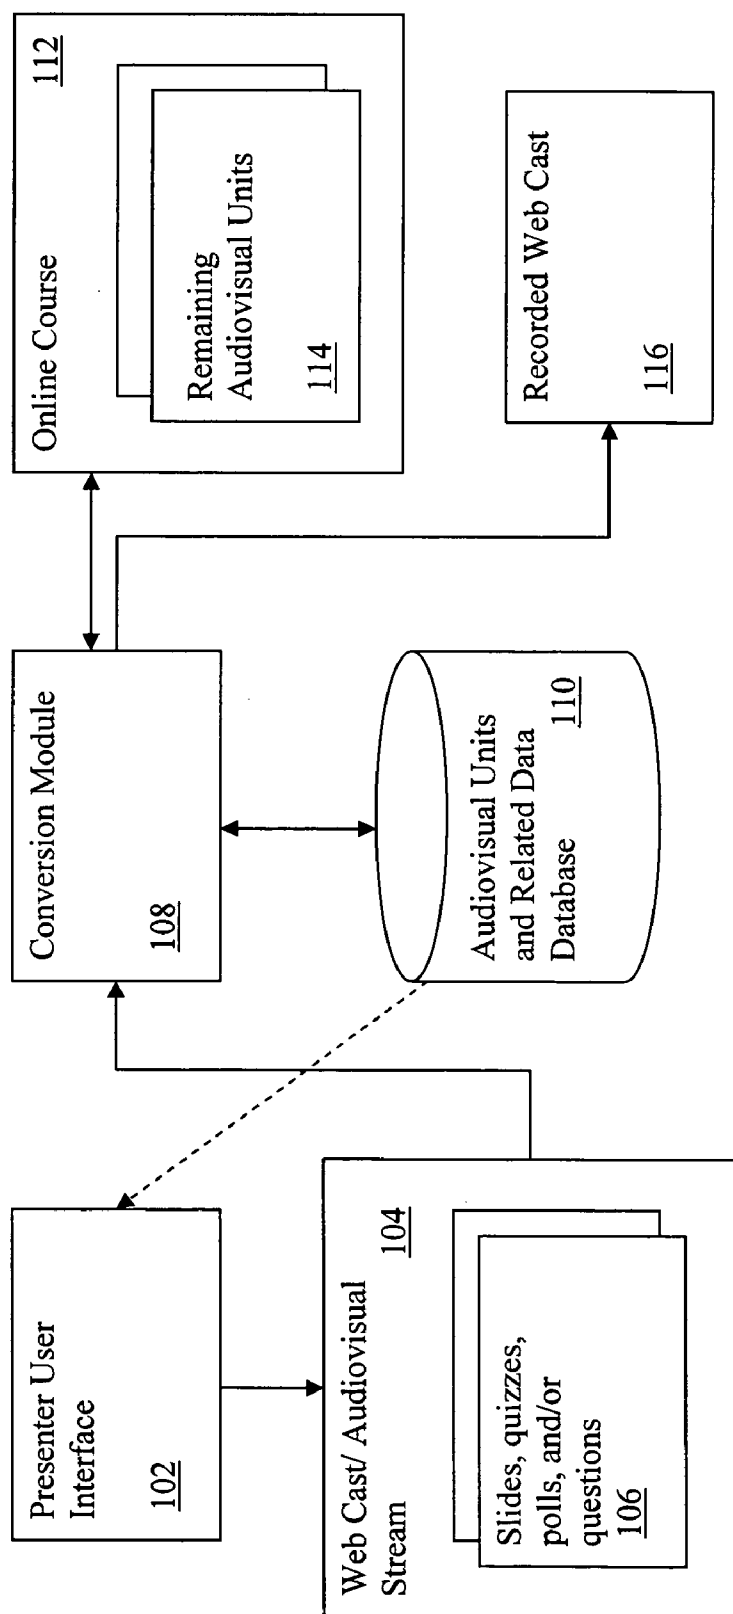 Presenter User
Interface
102
Web Cast/ Audiovisual
Stream
104
Slides, quizzes,
polls, and/or
questions
106
Conversion Module
108
Audiovisual Units
and Related Data
Database
110
Online Course
112
Remaining
Audiovisual Units
114
Recorded Web Cast
116